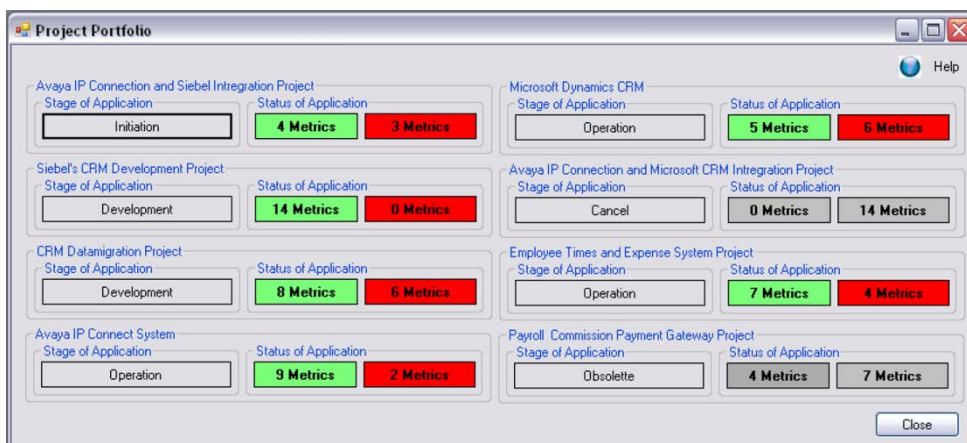 Project Portfolio
Help
Avaya IP Connection and Siebel Intregration Project
Stage of Application
Status of Application
Initiation
4 Metrics
3 Metrics
Siebel's CRM Development Project
Stage of Application
Status of Application
Development
14 Metrics
0 Metrics
CRM Datamigration Project
Stage of Application
Status of Application
Development
8 Metrics
6 Metrics
Avaya IP Connect System
Stage of Application
Status of Application
Operation
9 Metrics
2 Metrics
Microsoft Dynamics CRM
Stage of Application
Status of Application
Operation
5 Metrics
6 Metrics
Avaya IP Connection and Microsoft CRM Intregration Project
Stage of Application
Status of Application
Cancel
0 Metrics
14 Metrics
Employee Times and Expense System Project
Stage of Application
Status of Application
Operation
7 Metrics
4 Metrics
Payroll Commission Payment Gateway Project
Stage of Application
Status of Application
Obsolette
4 Metrics
7 Metrics
Close